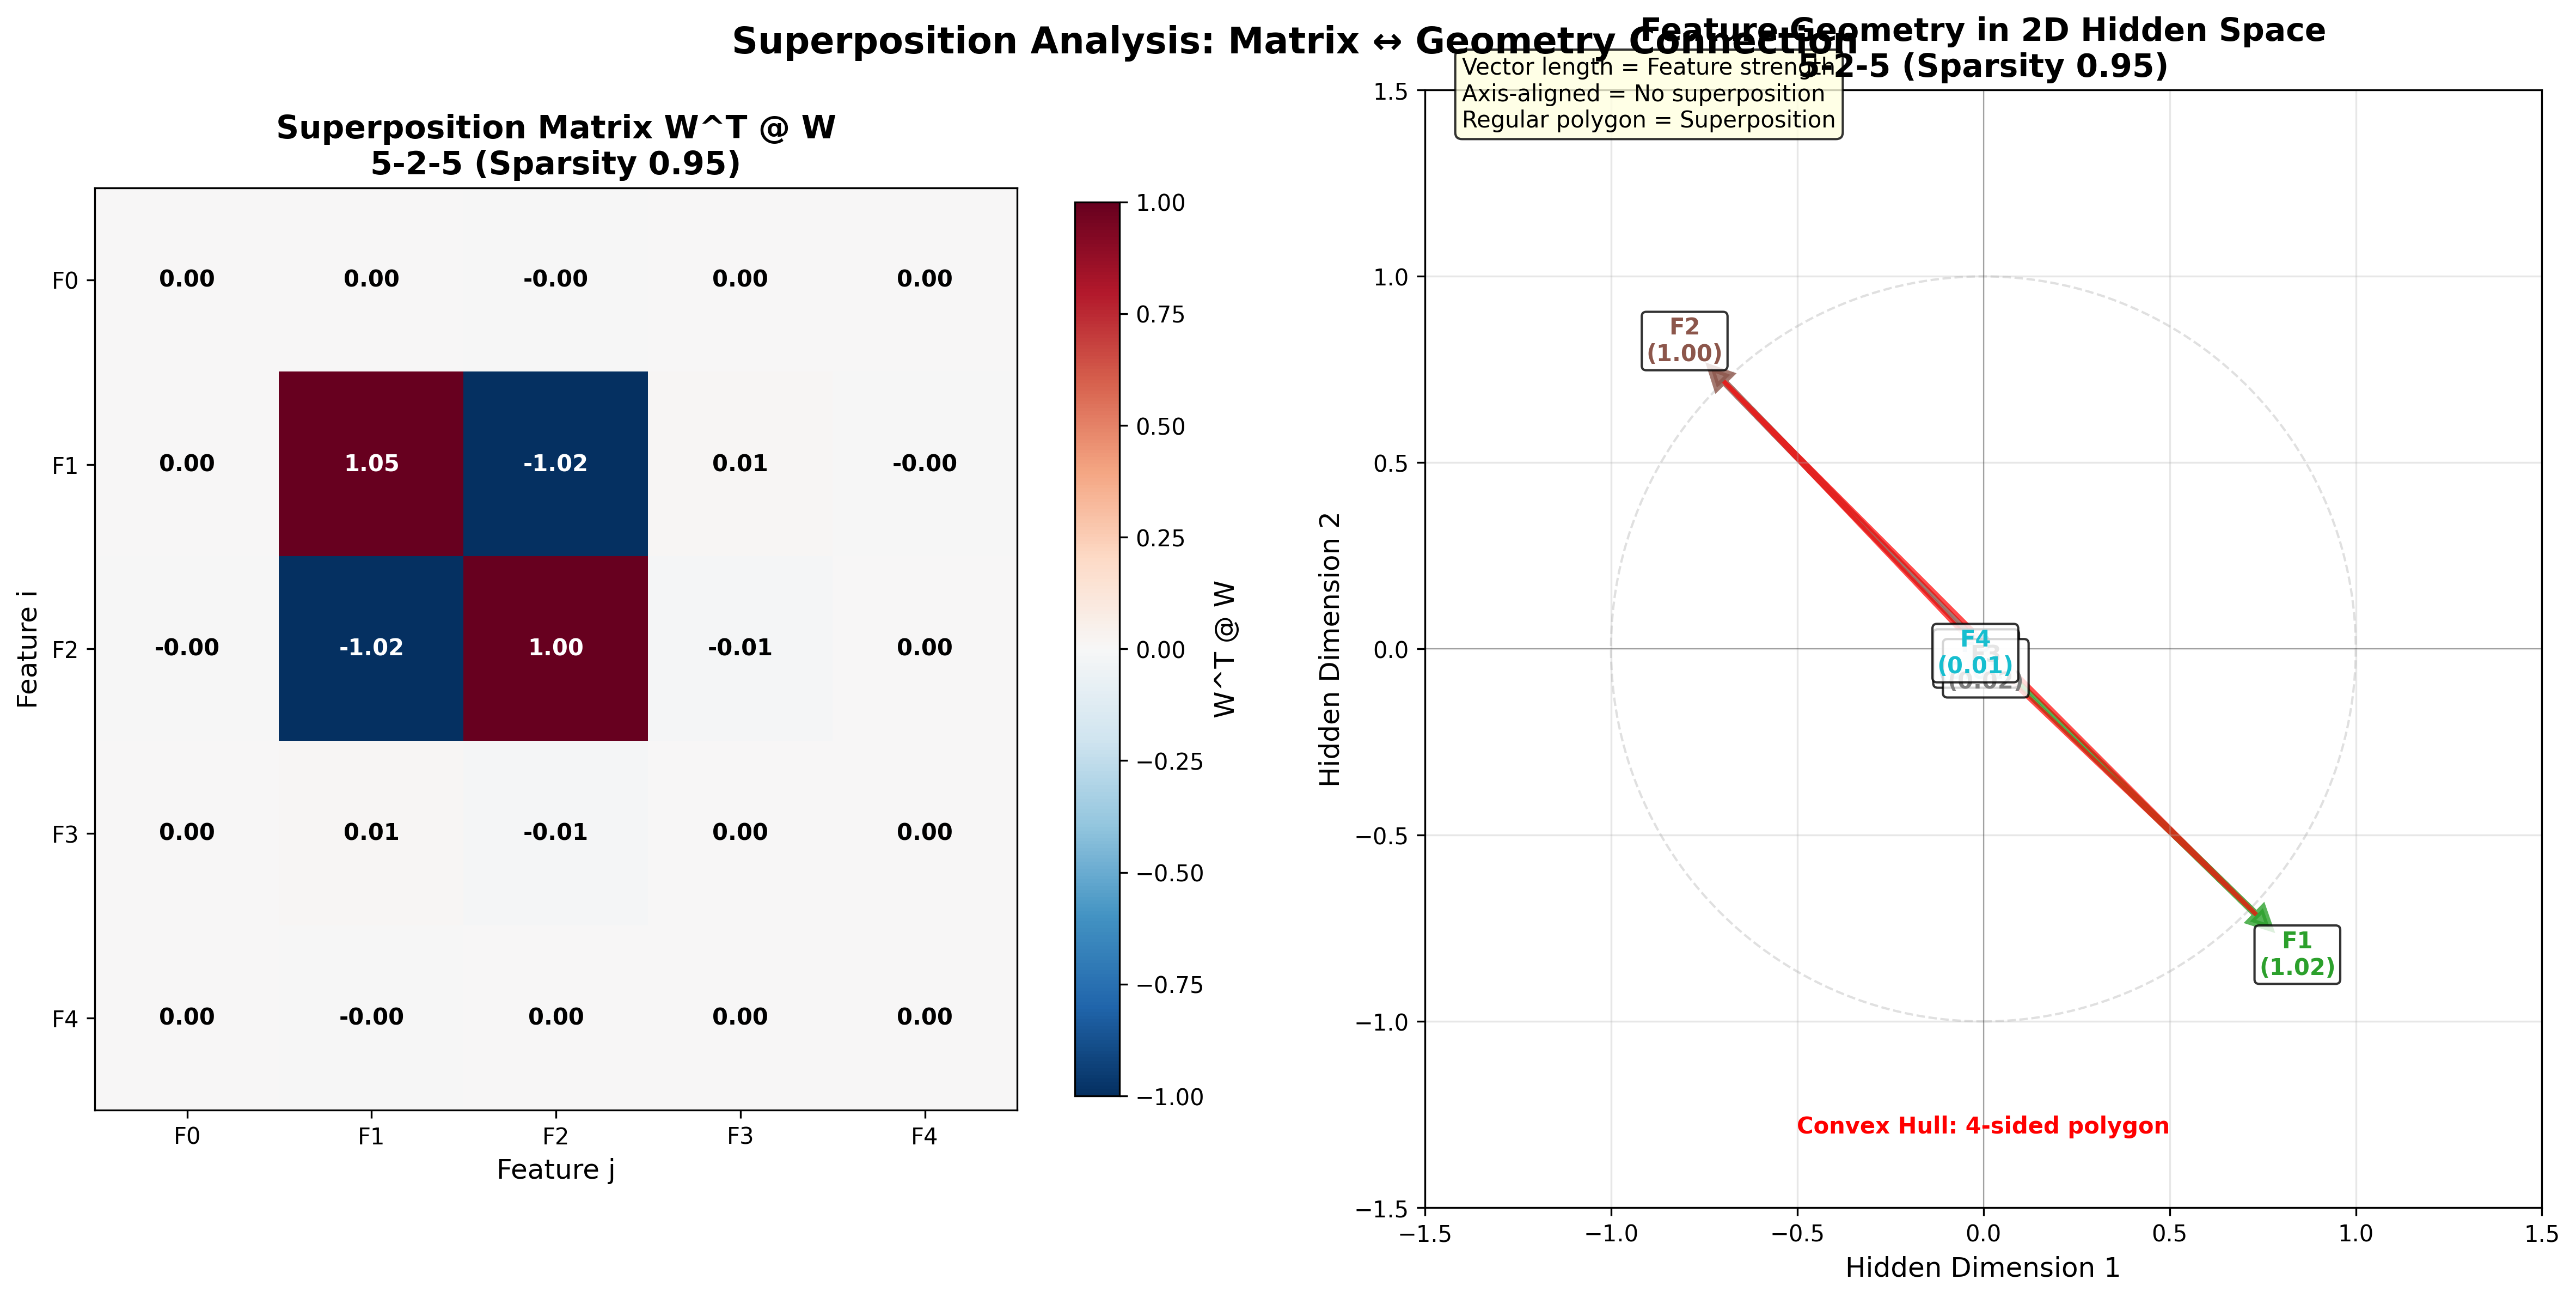 Superposition Analysis: Matrix ↔ Geometry Connection
Superposition Matrix W^T @ W
5-2-5 (Sparsity 0.95)
Feature i
F0
F1
F2
F3
F4
0.00 0.00 -0.00 0.00 0.00
0.00 1.05 -1.02 0.01 -0.00
-0.00 -1.02 1.00 -0.01 0.00
0.00 0.01 -0.01 0.00 0.00
0.00 -0.00 0.00 0.00 0.00
F0 F1 F2 F3 F4
Feature j
1.00
0.75
0.50
0.25
0.00
−0.25
−0.50
−0.75
−1.00
W^T @ W
Feature Geometry in 2D Hidden Space
5-2-5 (Sparsity 0.95)
Vector length = Feature strength
Axis-aligned = No superposition
Regular polygon = Superposition
Hidden Dimension 2
1.5
1.0
0.5
0.0
−0.5
−1.0
−1.5
F2
(1.00)
F4
(0.01)
F3
(0.02)
F1
(1.02)
Convex Hull: 4-sided polygon
−1.5 −1.0 −0.5 0.0 0.5 1.0 1.5
Hidden Dimension 1